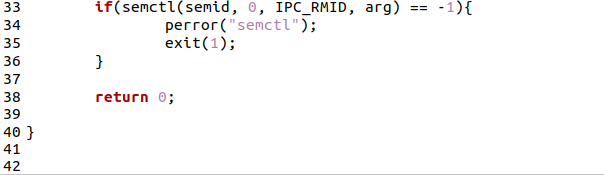 33 if(semctl(semid, 0, IPC_RMID, arg) == -1){
34 perror("semctl");
35 exit(1);
36 }
37
38 return 0;
39
40 }
41
42